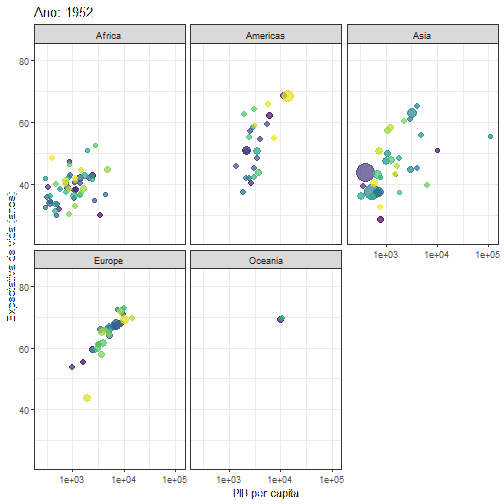 Ano: 1952
Africa
Americas
Asia
80
60
40
1e+03
1e+04
1e+05
Europe
Oceania
80
60
40
1e+03
1e+04
1e+05
1e+03
1e+04
1e+05
Expectativa de vida (anos)
PIB per capita